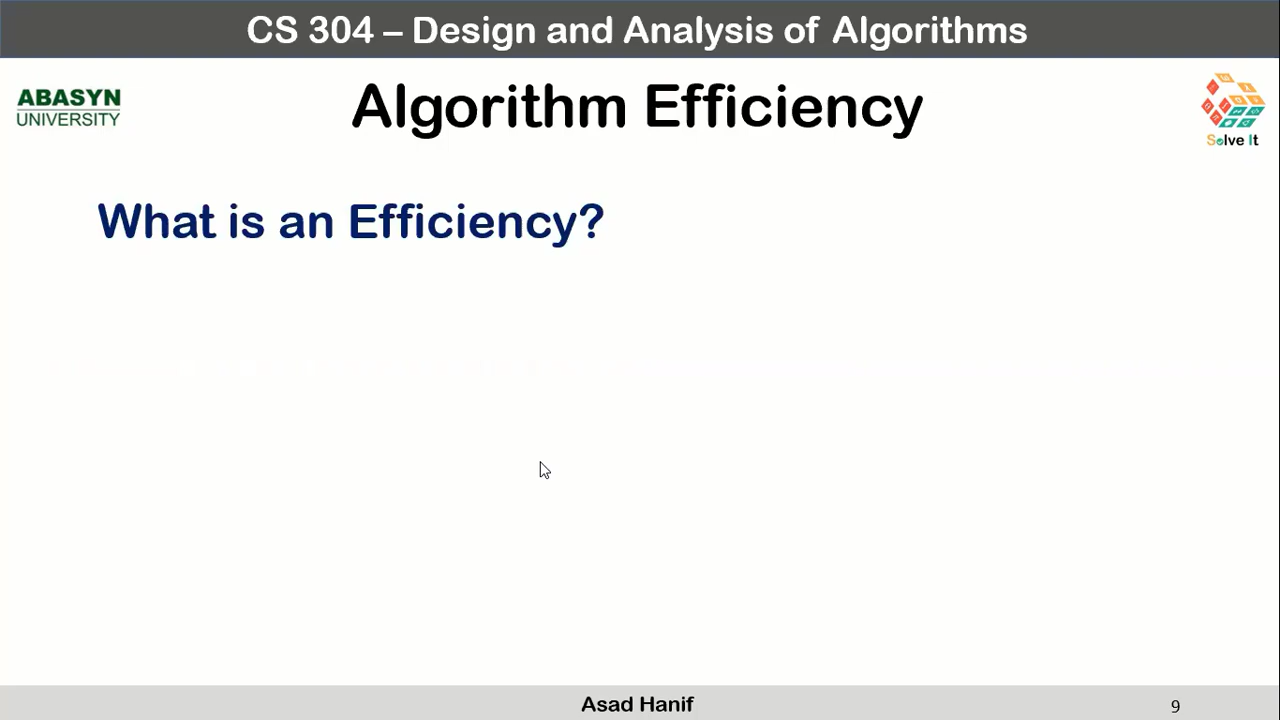 CS 304 – Design and Analysis of Algorithms
ABASYN
UNIVERSITY
Algorithm Efficiency
Solve It
What is an Efficiency?
Asad Hanif
9